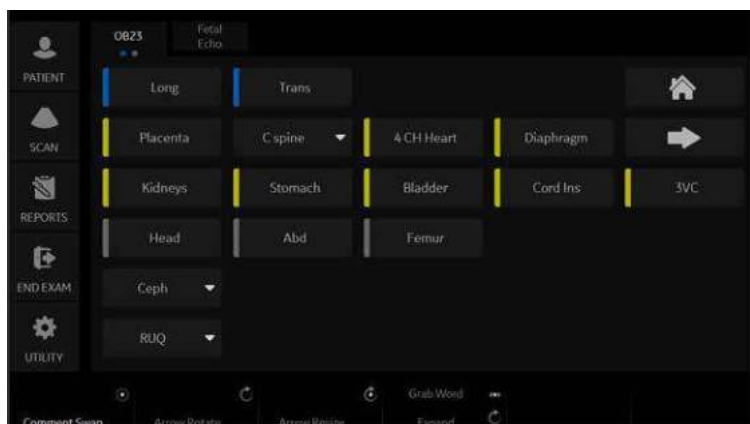 OB23
Fetal
Echo
PATIENT
Long
Trans
SCAN
Placenta
C spine
4 CH Heart
Diaphragm
REPORTS
Kidneys
Stomach
Bladder
Cord Ins
3VC
Head
Abd
Femur
END EXAM
Ceph
RUQ
UTILITY
Grab Word
Comment Swap
Arrow Rotate
Arrow Resize
Expand